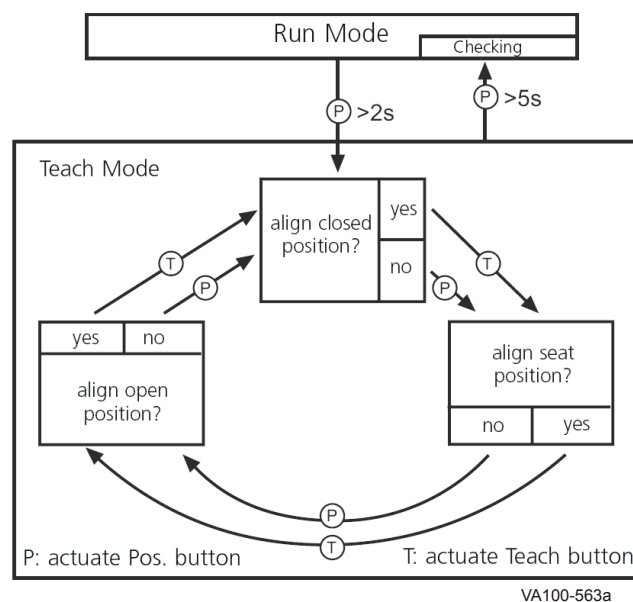 Run Mode
Checking
P >2s
P >5s
Teach Mode
align closed
position?
yes
no
T
P
P
T
yes no
align open
position?
align seat
position?
no yes
P
T
P: actuate Pos. button
T: actuate Teach button
VA100-563a